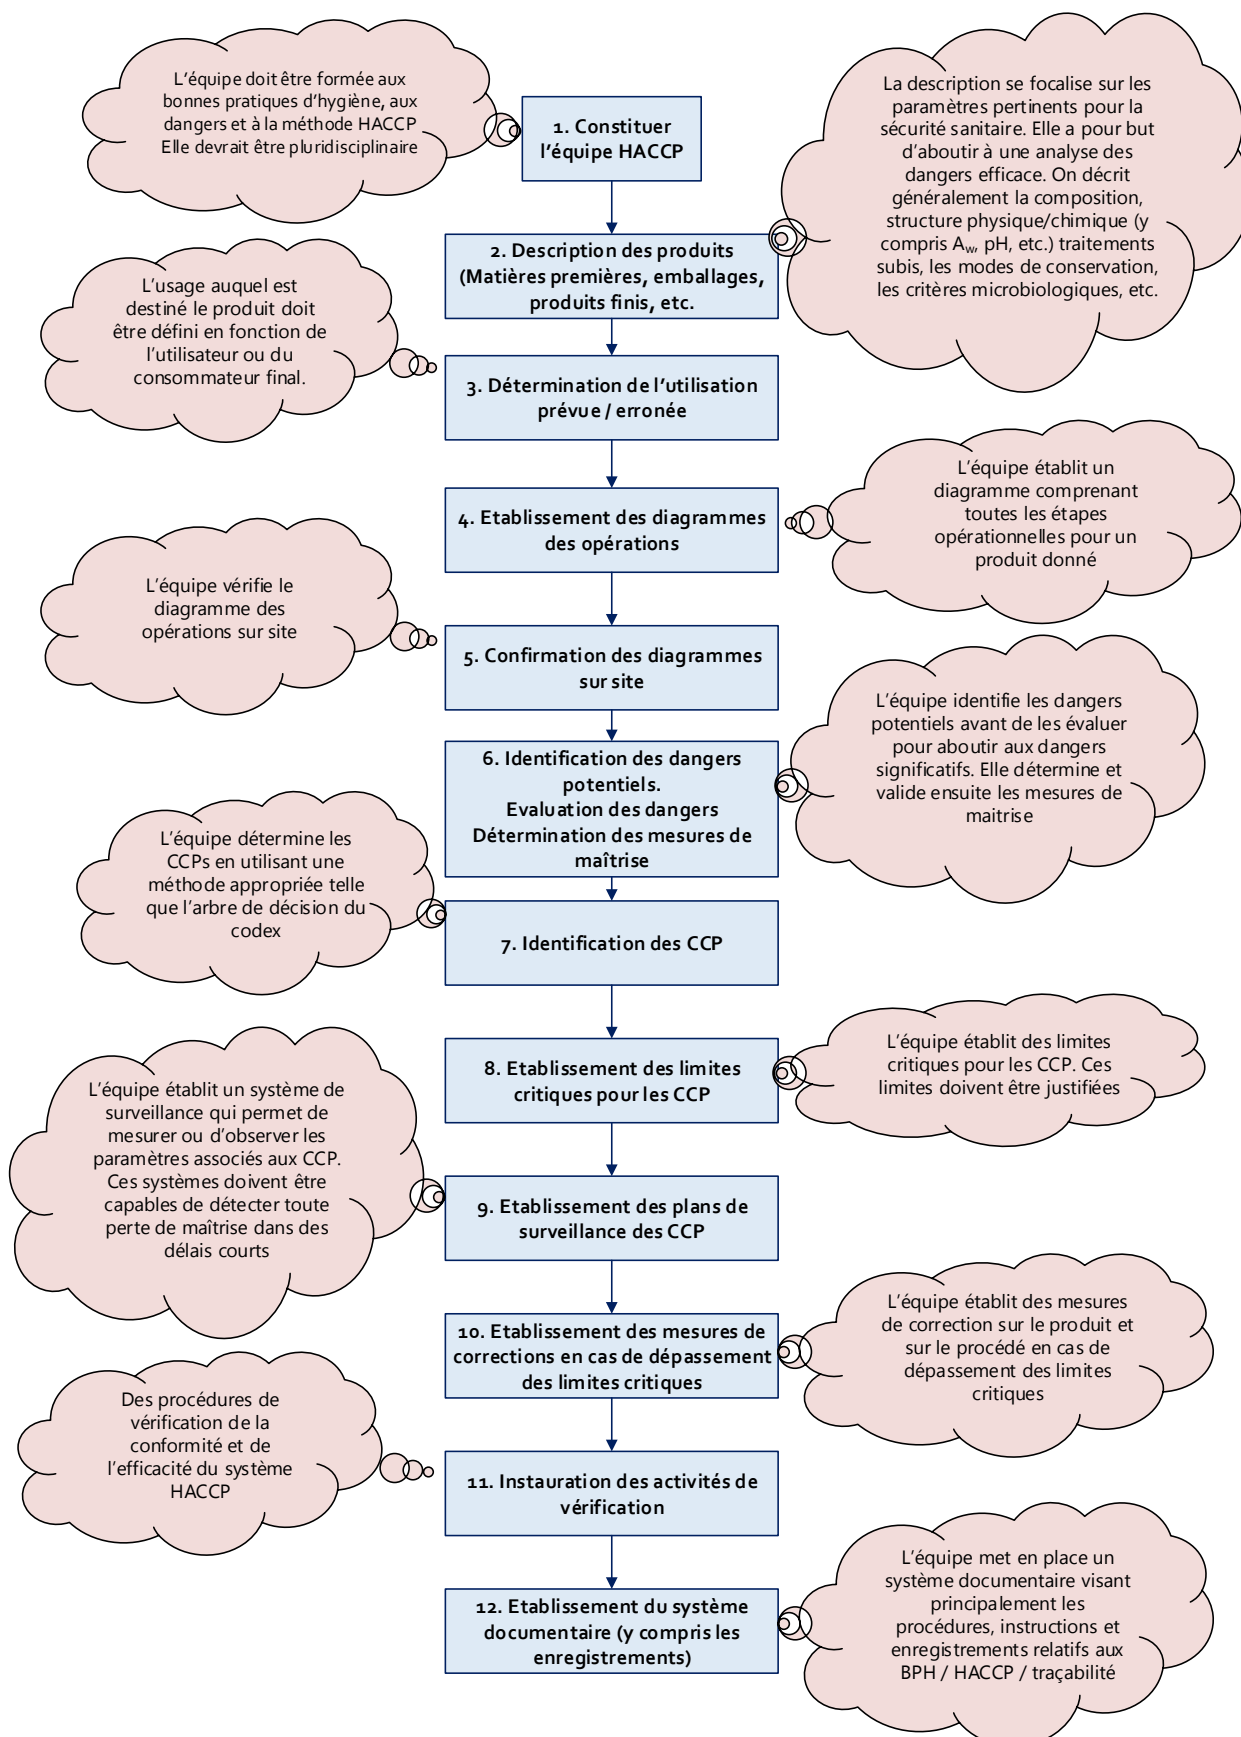 L'équipe doit être formée aux
bonnes pratiques d'hygiène, aux
dangers et à la méthode HACCP
Elle devrait être pluridisciplinaire
1. Constituer
l'équipe HACCP
La description se focalise sur les
paramètres pertinents pour la
sécurité sanitaire. Elle a pour but
d'aboutir à une analyse des
dangers efficace. On décrit
généralement la composition,
structure physique/chimique (y
compris Aw, pH, etc.) traitements
subis, les modes de conservation,
les critères microbiologiques, etc.
2. Description des produits
(Matières premières, emballages,
produits finis, etc.
L'usage auquel est
destiné le produit doit
être défini en fonction de
l'utilisateur ou du
consommateur final.
3. Détermination de l'utilisation
prévue / erronée
L'équipe établit un
diagramme comprenant
toutes les étapes
opérationnelles pour un
produit donné
4. Etablissement des diagrammes
des opérations
L'équipe vérifie le
diagramme des
opérations sur site
5. Confirmation des diagrammes
sur site
L'équipe identifie les dangers
potentiels avant de les évaluer
pour aboutir aux dangers
significatifs. Elle détermine et
valide ensuite les mesures de
maitrise
6. Identification des dangers
potentiels.
Evaluation des dangers
Détermination des mesures de
maîtrise
L'équipe détermine les
CCPs en utilisant une
méthode appropriée telle
que l'arbre de décision du
codex
7. Identification des CCP
L'équipe établit des limites
critiques pour les CCP. Ces
limites doivent être justifiées
8. Etablissement des limites
critiques pour les CCP
L'équipe établit un système de
surveillance qui permet de
mesurer ou d'observer les
paramètres associés aux CCP.
Ces systèmes doivent être
capables de détecter toute
perte de maîtrise dans des
délais courts
9. Etablissement des plans de
surveillance des CCP
L'équipe établit des mesures
de correction sur le produit et
sur le procédé en cas de
dépassement des limites
critiques
10. Etablissement des mesures de
corrections en cas de dépassement
des limites critiques
Des procédures de
vérification de la
conformité et de
l'efficacité du système
HACCP
11. Instauration des activités de
vérification
L'équipe met en place un
système documentaire visant
principalement les
procédures, instructions et
enregistrements relatifs aux
BPH / HACCP / traçabilité
12. Etablissement du système
documentaire (y compris les
enregistrements)